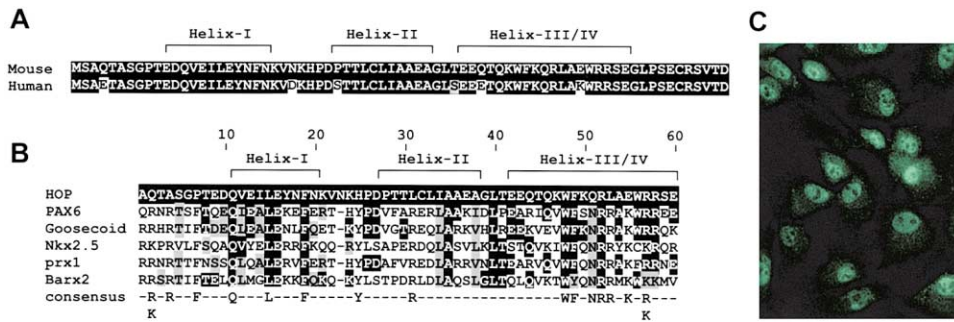 A
Helix-I Helix-II Helix-III/IV
Mouse MSAQTASGPTEDQVEILEYNFNKVNKHPDPTTLCLIAAEAGLTEEQTQKWFKQRLAEWRRSEGLPSECRSVTD
Human MSAETASGPTEDQVEILEYNFNKVDKHPDSTTLCLIAAEAGLSEEETQKWFKQRLAKWRRSEGLPSECRSVTD
B
10 20 30 40 50 60
Helix-I Helix-II Helix-III/IV
HOP AQTASGPTEDQVEILEYNFNKVNKHPDPTTLCLIAAEAGLTEEQTQKWFKQRLAEWRRSE
PAX6 QRNRTSFTQEQIEALEKEFERT-HYPDVFARERLAAKIDLPEARIQVWFSNRRAKWRREE
Goosecoid RRHRTIFTDEQLEALENLFQET-KYPDVGTREQLARKVHLREEKVEVWFKNRRAKWRRQK
Nkx2.5 RKPRVLFSQAQVYELERRFKQQ-RYLSAPERDQLASVLKLTSTQVKIWFQNRRYKCKRQR
prx1 RRNRTTFNSSQLQALERVFERT-HYPDAFVREDLARRVNLTEARVQVWFQNRRAKFRRNE
Barx2 RRSRTIFTELQLMGLEKKFQKQ-KYLSTPDRLDLAQSLGLTQLQVKTWYQNRRMKWKKMV
consensus -R-R--F---Q---L---F-----Y-----R----------------WF-NRR-K-R---
K K
C